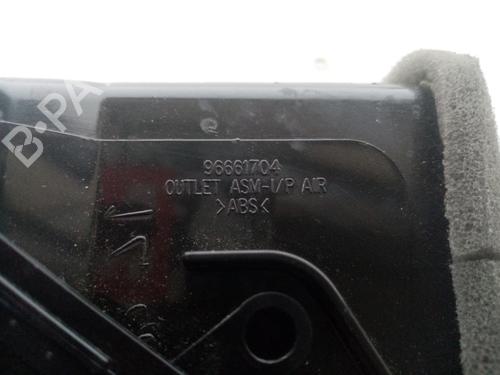 B-PA
96661704
OUTLET ASM-I/P AIR
>ABS<